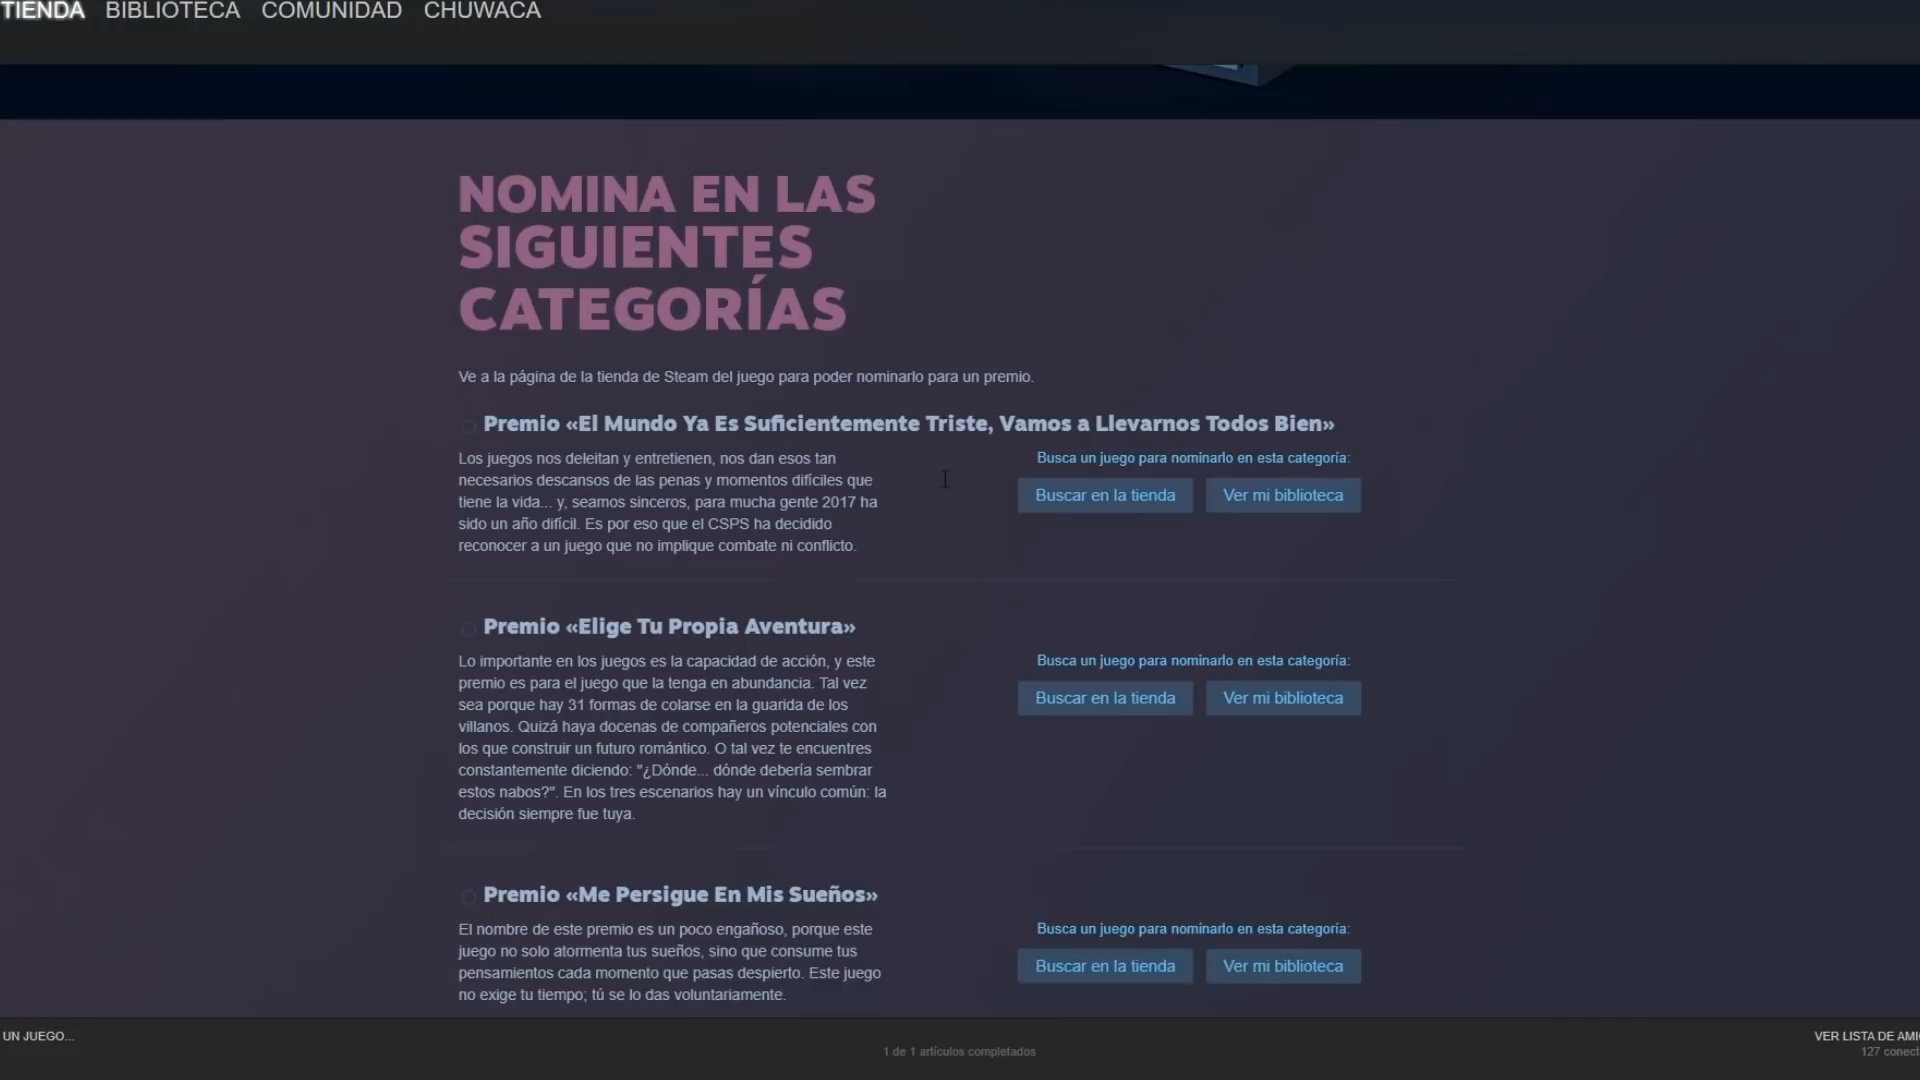 TIENDA BIBLIOTECA COMUNIDAD CHUWACA
NOMINA EN LAS
SIGUIENTES
CATEGORÍAS
Ve a la página de la tienda de Steam del juego para poder nominarlo para un premio.
Premio «El Mundo Ya Es Suficientemente Triste, Vamos a Llevarnos Todos Bien»
Los juegos nos deleitan y entretienen, nos dan esos tan
necesarios descansos de las penas y momentos difíciles que
tiene la vida... y, seamos sinceros, para mucha gente 2017 ha
sido un año difícil. Es por eso que el CSPS ha decidido
reconocer a un juego que no implique combate ni conflicto.
Busca un juego para nominarlo en esta categoría:
Buscar en la tienda Ver mi biblioteca
Premio «Elige Tu Propia Aventura»
Lo importante en los juegos es la capacidad de acción, y este
premio es para el juego que la tenga en abundancia. Tal vez
sea porque hay 31 formas de colarse en la guarida de los
villanos. Quizá haya docenas de compañeros potenciales con
los que construir un futuro romántico. O tal vez te encuentres
constantemente diciendo: "¿Dónde... dónde debería sembrar
estos nabos?". En los tres escenarios hay un vínculo común: la
decisión siempre fue tuya.
Busca un juego para nominarlo en esta categoría:
Buscar en la tienda Ver mi biblioteca
Premio «Me Persigue En Mis Sueños»
El nombre de este premio es un poco engañoso, porque este
juego no solo atormenta tus sueños, sino que consume tus
pensamientos cada momento que pasas despierto. Este juego
no exige tu tiempo; tú se lo das voluntariamente.
Busca un juego para nominarlo en esta categoría:
Buscar en la tienda Ver mi biblioteca
UN JUEGO...
1 de 1 artículos completados
VER LISTA DE AMI
127 conect